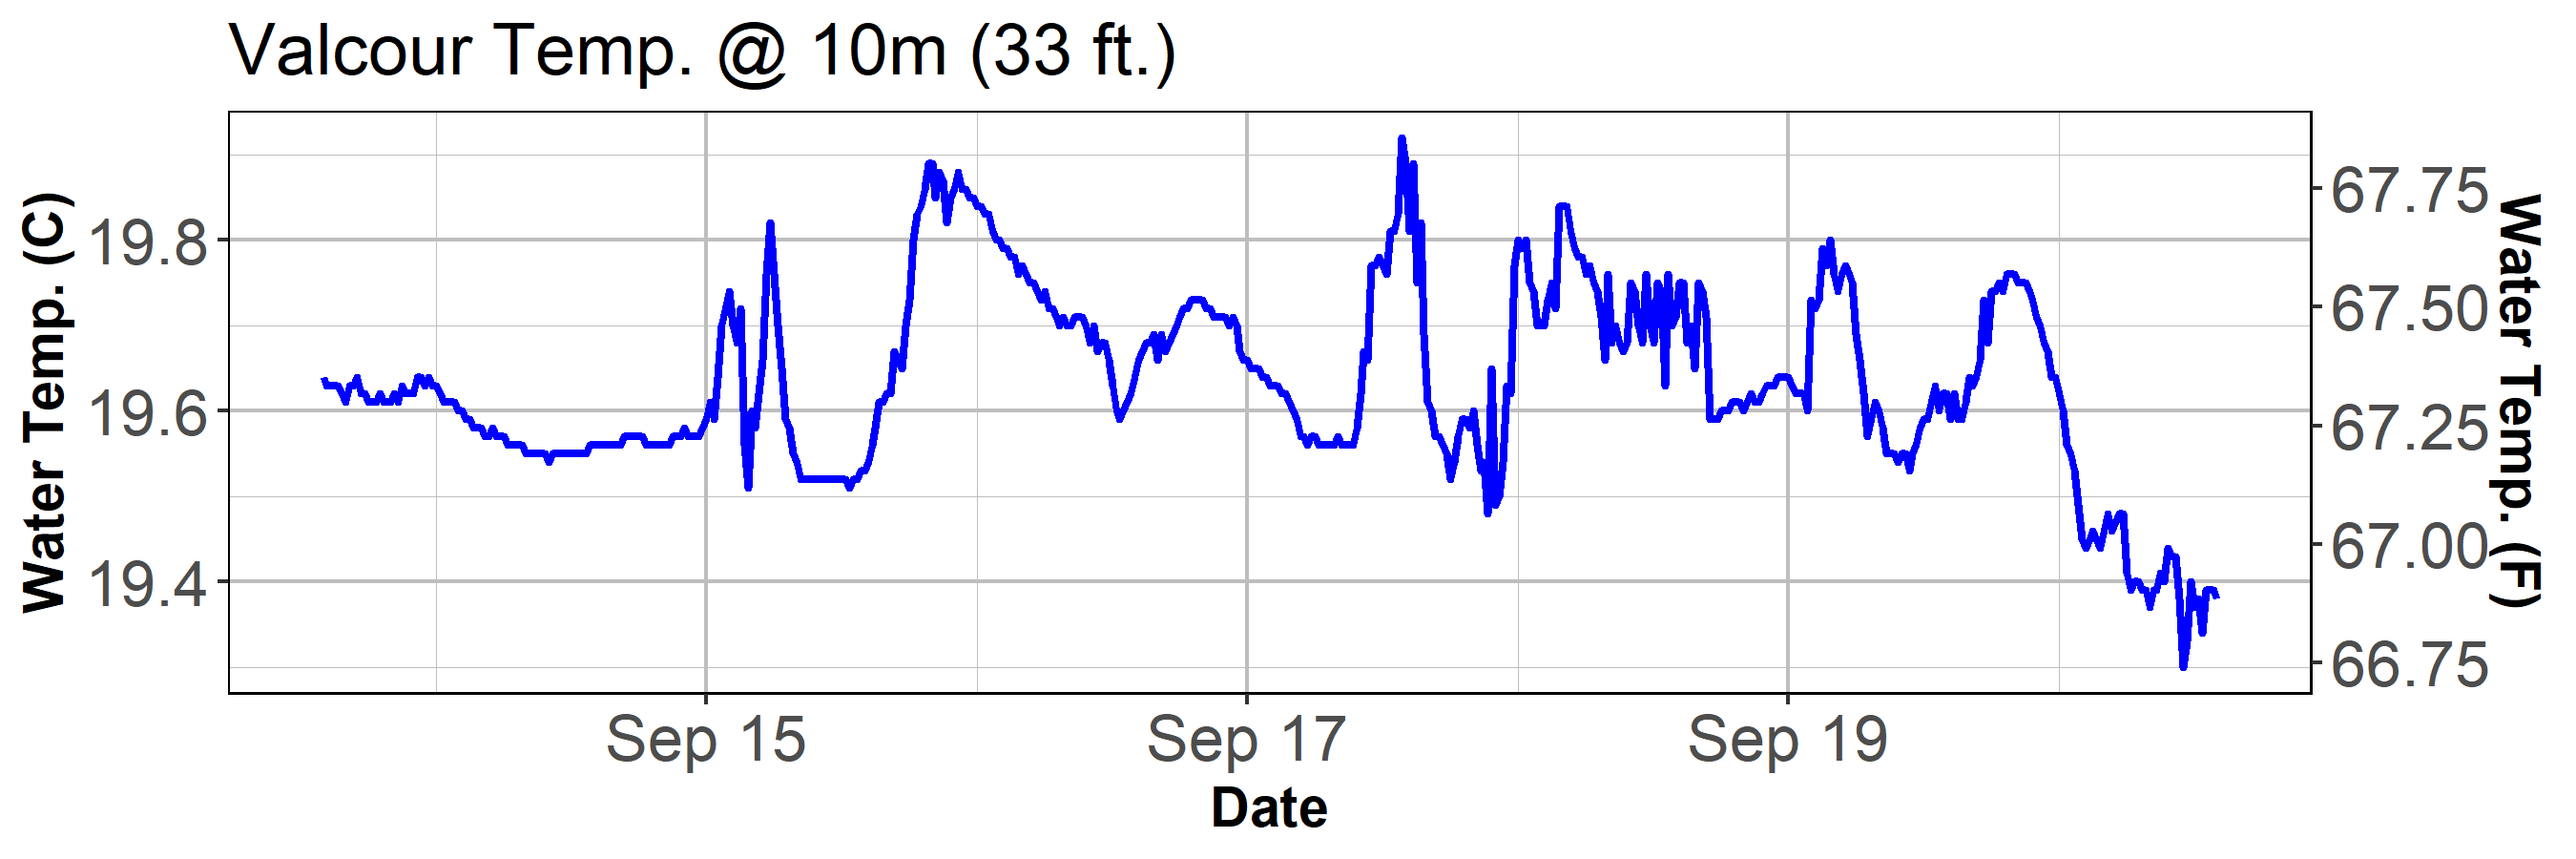 Valcour Temp. @ 10m (33 ft.)
Water Temp. (C)
19.8
19.6
19.4
67.75
67.50
67.25
67.00
66.75
Water Temp. (F)
Sep 15
Sep 17
Sep 19
Date